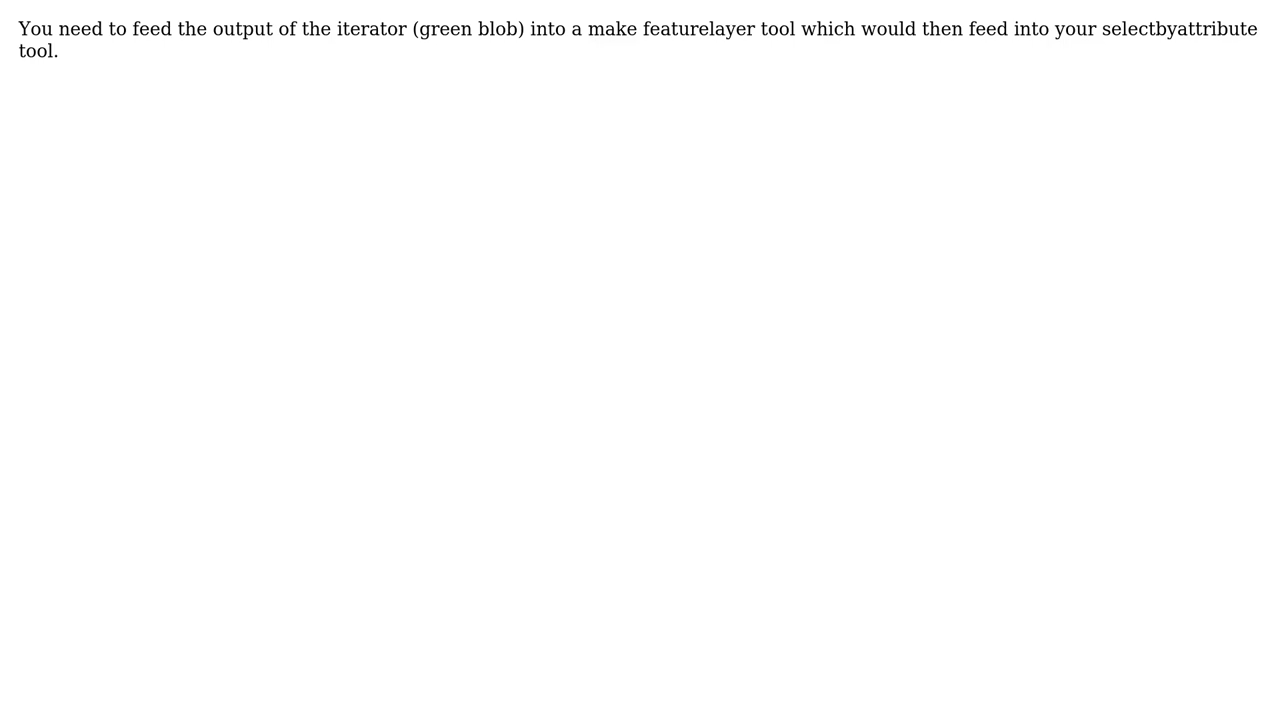 You need to feed the output of the iterator (green blob) into a make featurelayer tool which would then feed into your selectbyattribute
tool.